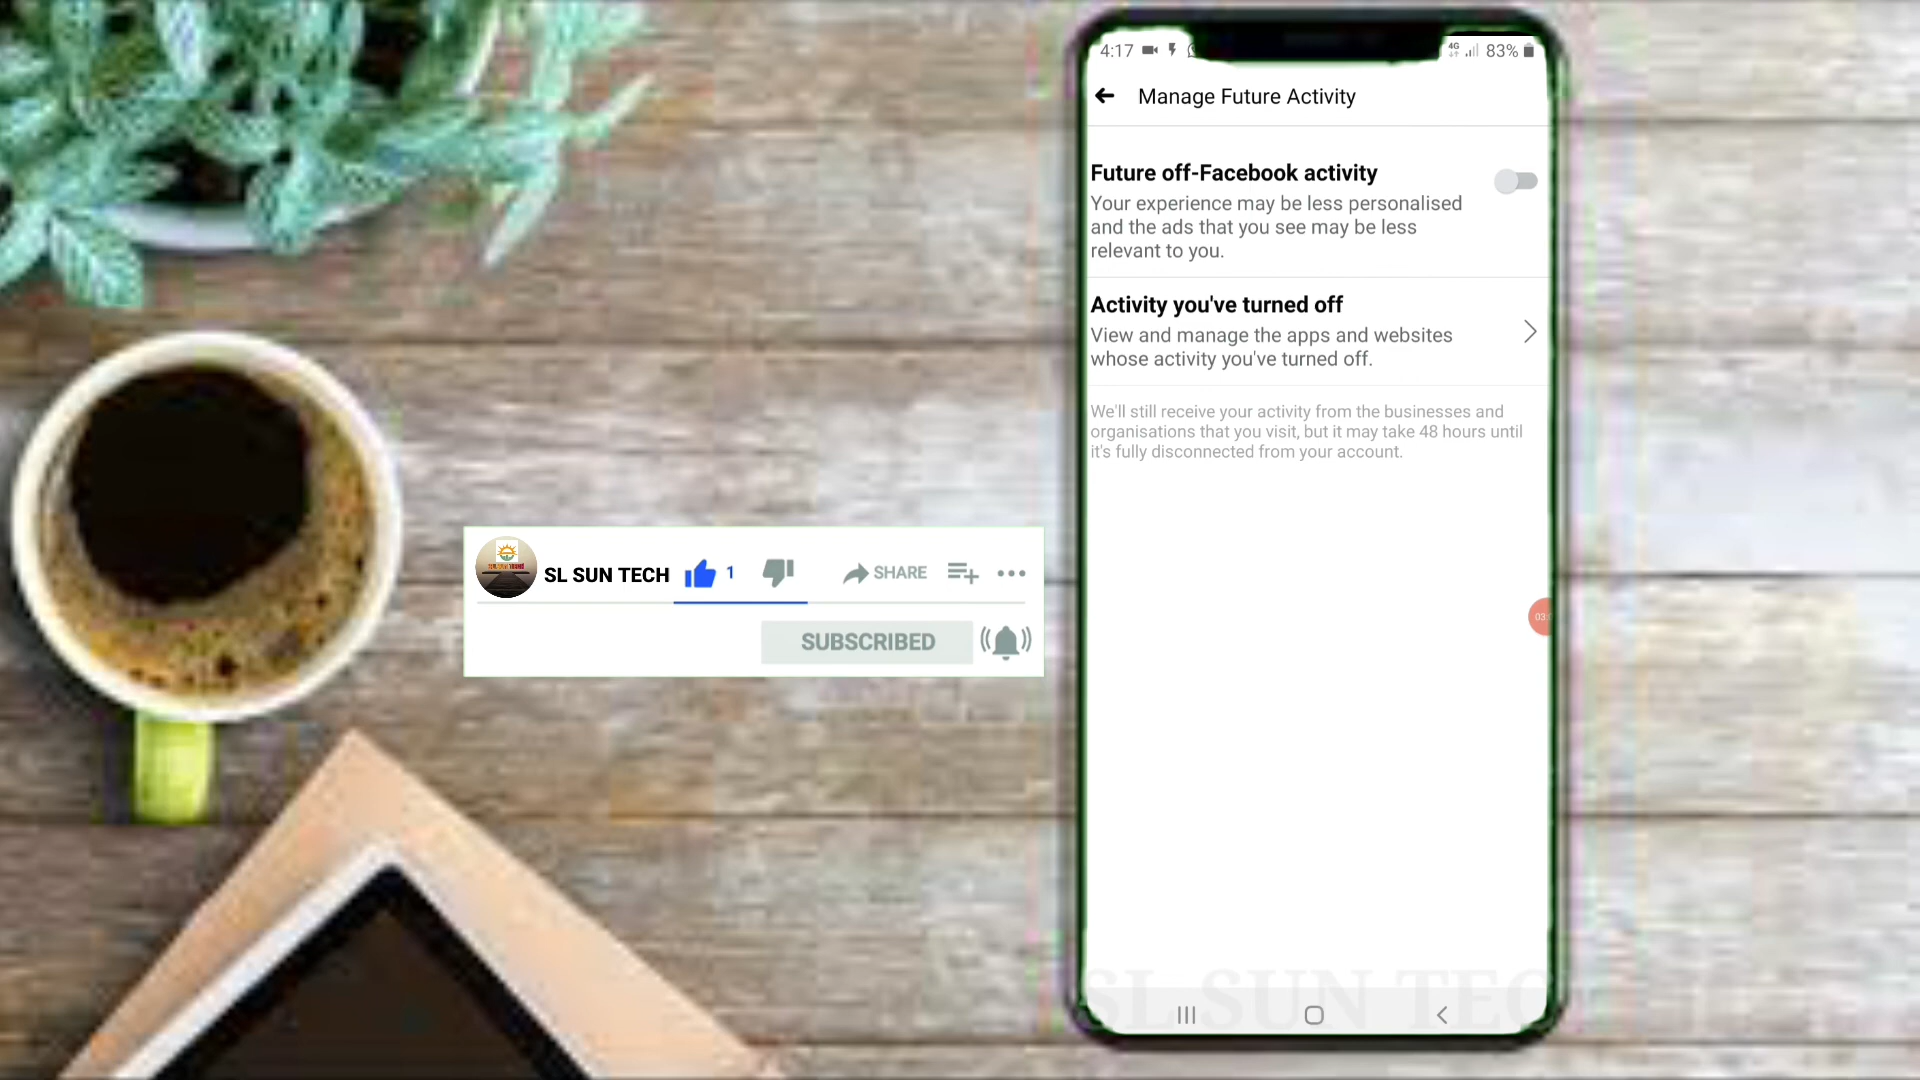 4:17
4G
83%
Manage Future Activity
Future off-Facebook activity
Your experience may be less personalised
and the ads that you see may be less
relevant to you.
Activity you've turned off
View and manage the apps and websites
whose activity you've turned off.
We'll still receive your activity from the businesses and
organisations that you visit, but it may take 48 hours until
it's fully disconnected from your account.
SL SUN TECH
1
SHARE
SUBSCRIBED
SL SUN TEC